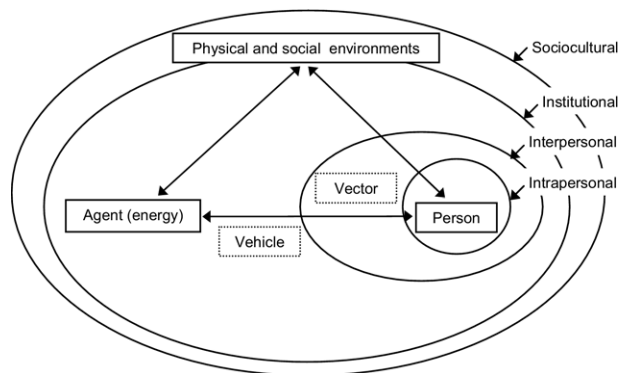 Physical and social environments
Sociocultural
Institutional
Interpersonal
Intrapersonal
Vector
Agent (energy)
Person
Vehicle